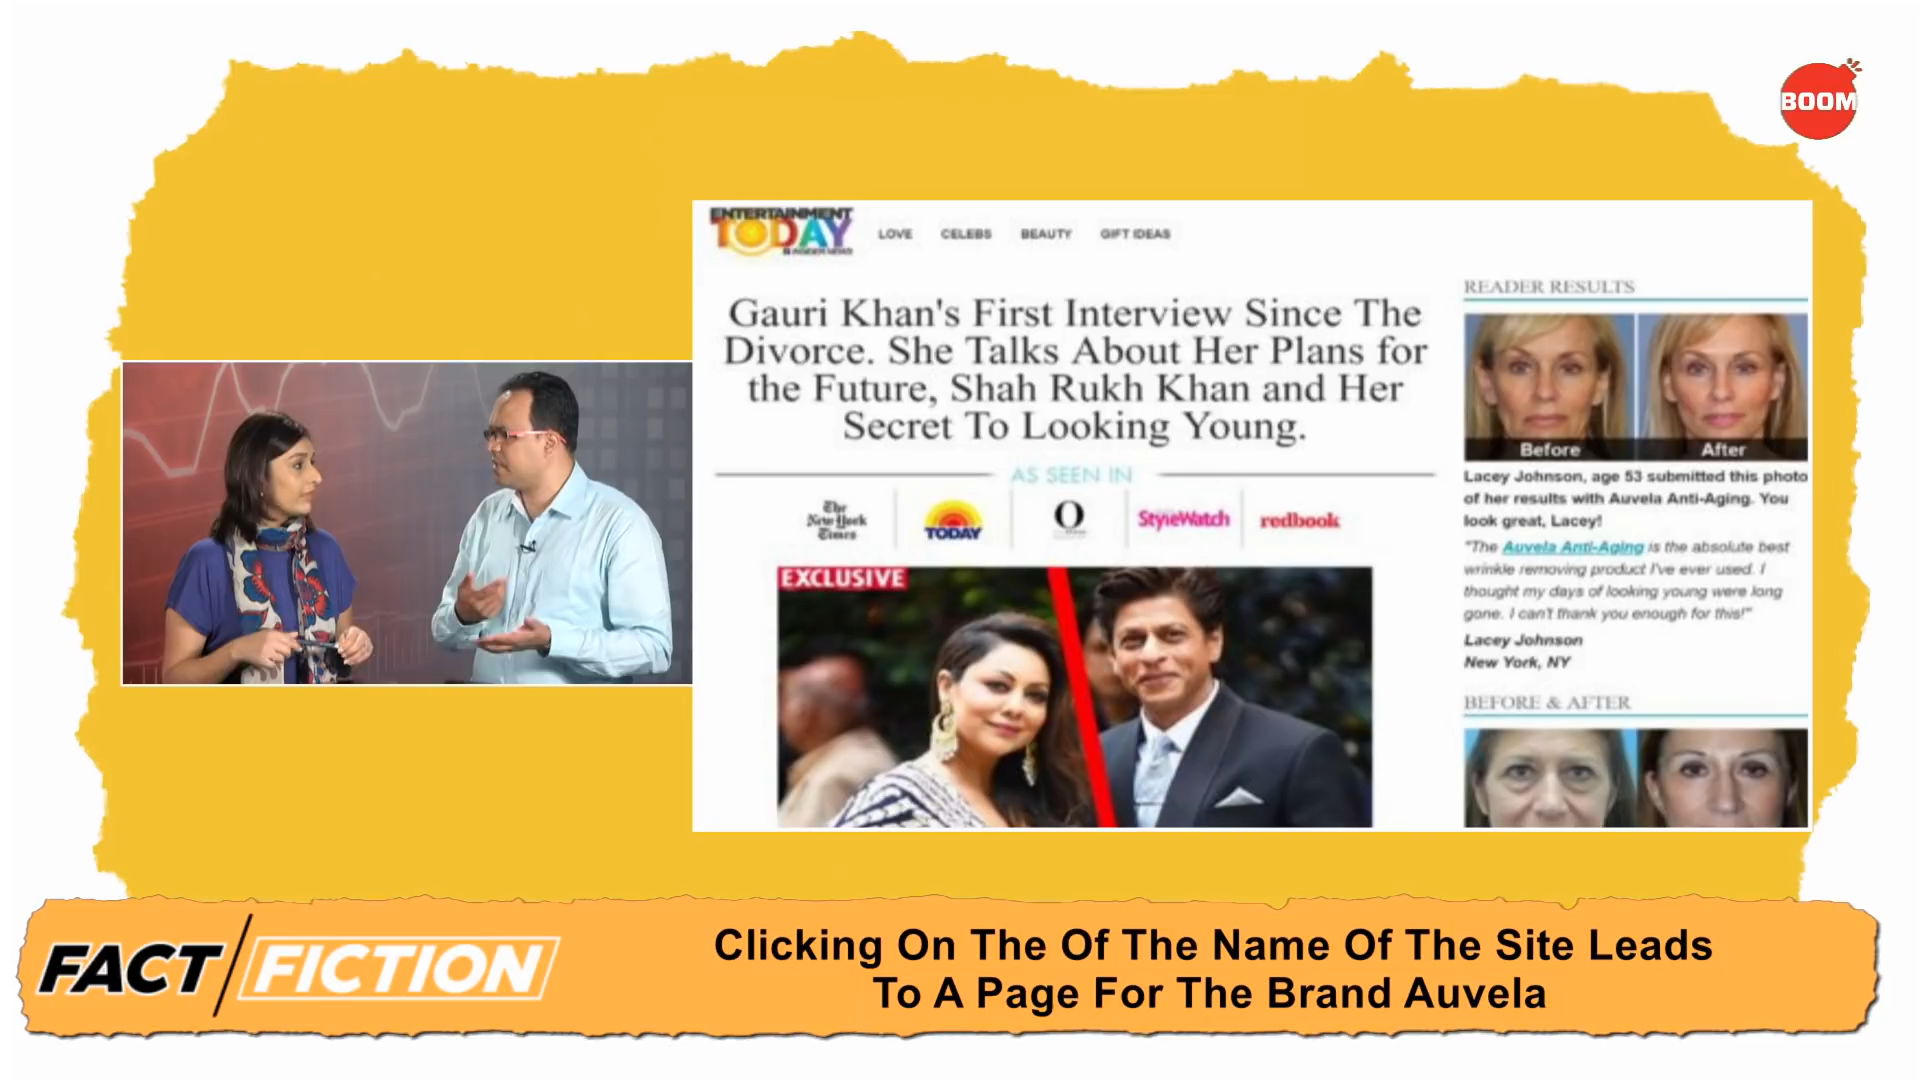 BOOM
ENTERTAINMENT
TODAY
& INSIDER NEWS
LOVE CELEBS BEAUTY GIFT IDEAS
Gauri Khan's First Interview Since The
Divorce. She Talks About Her Plans for
the Future, Shah Rukh Khan and Her
Secret To Looking Young.
AS SEEN IN
The
New York
Times
TODAY
O
StyleWatch
redbook
EXCLUSIVE
READER RESULTS
Before After
Lacey Johnson, age 53 submitted this photo
of her results with Auvela Anti-Aging. You
look great, Lacey!
"The Auvela Anti-Aging is the absolute best
wrinkle removing product I've ever used. I
thought my days of looking young were long
gone. I can't thank you enough for this!"
Lacey Johnson
New York, NY
BEFORE & AFTER
FACT/FICTION
Clicking On The Of The Name Of The Site Leads
To A Page For The Brand Auvela